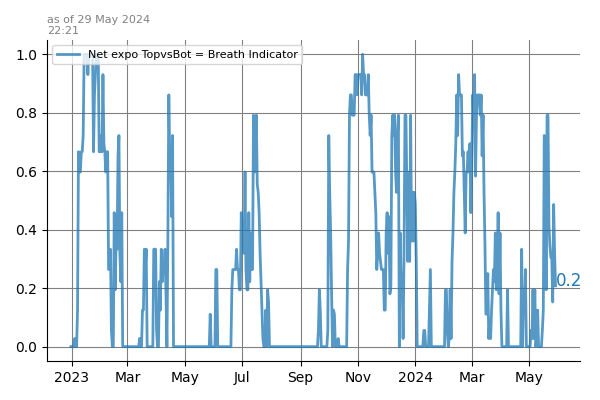 as of 29 May 2024
22:21
Net expo TopvsBot = Breath Indicator
1.0
0.8
0.6
0.4
0.2
0.0
0.2
2023 Mar May Jul Sep Nov 2024 Mar May